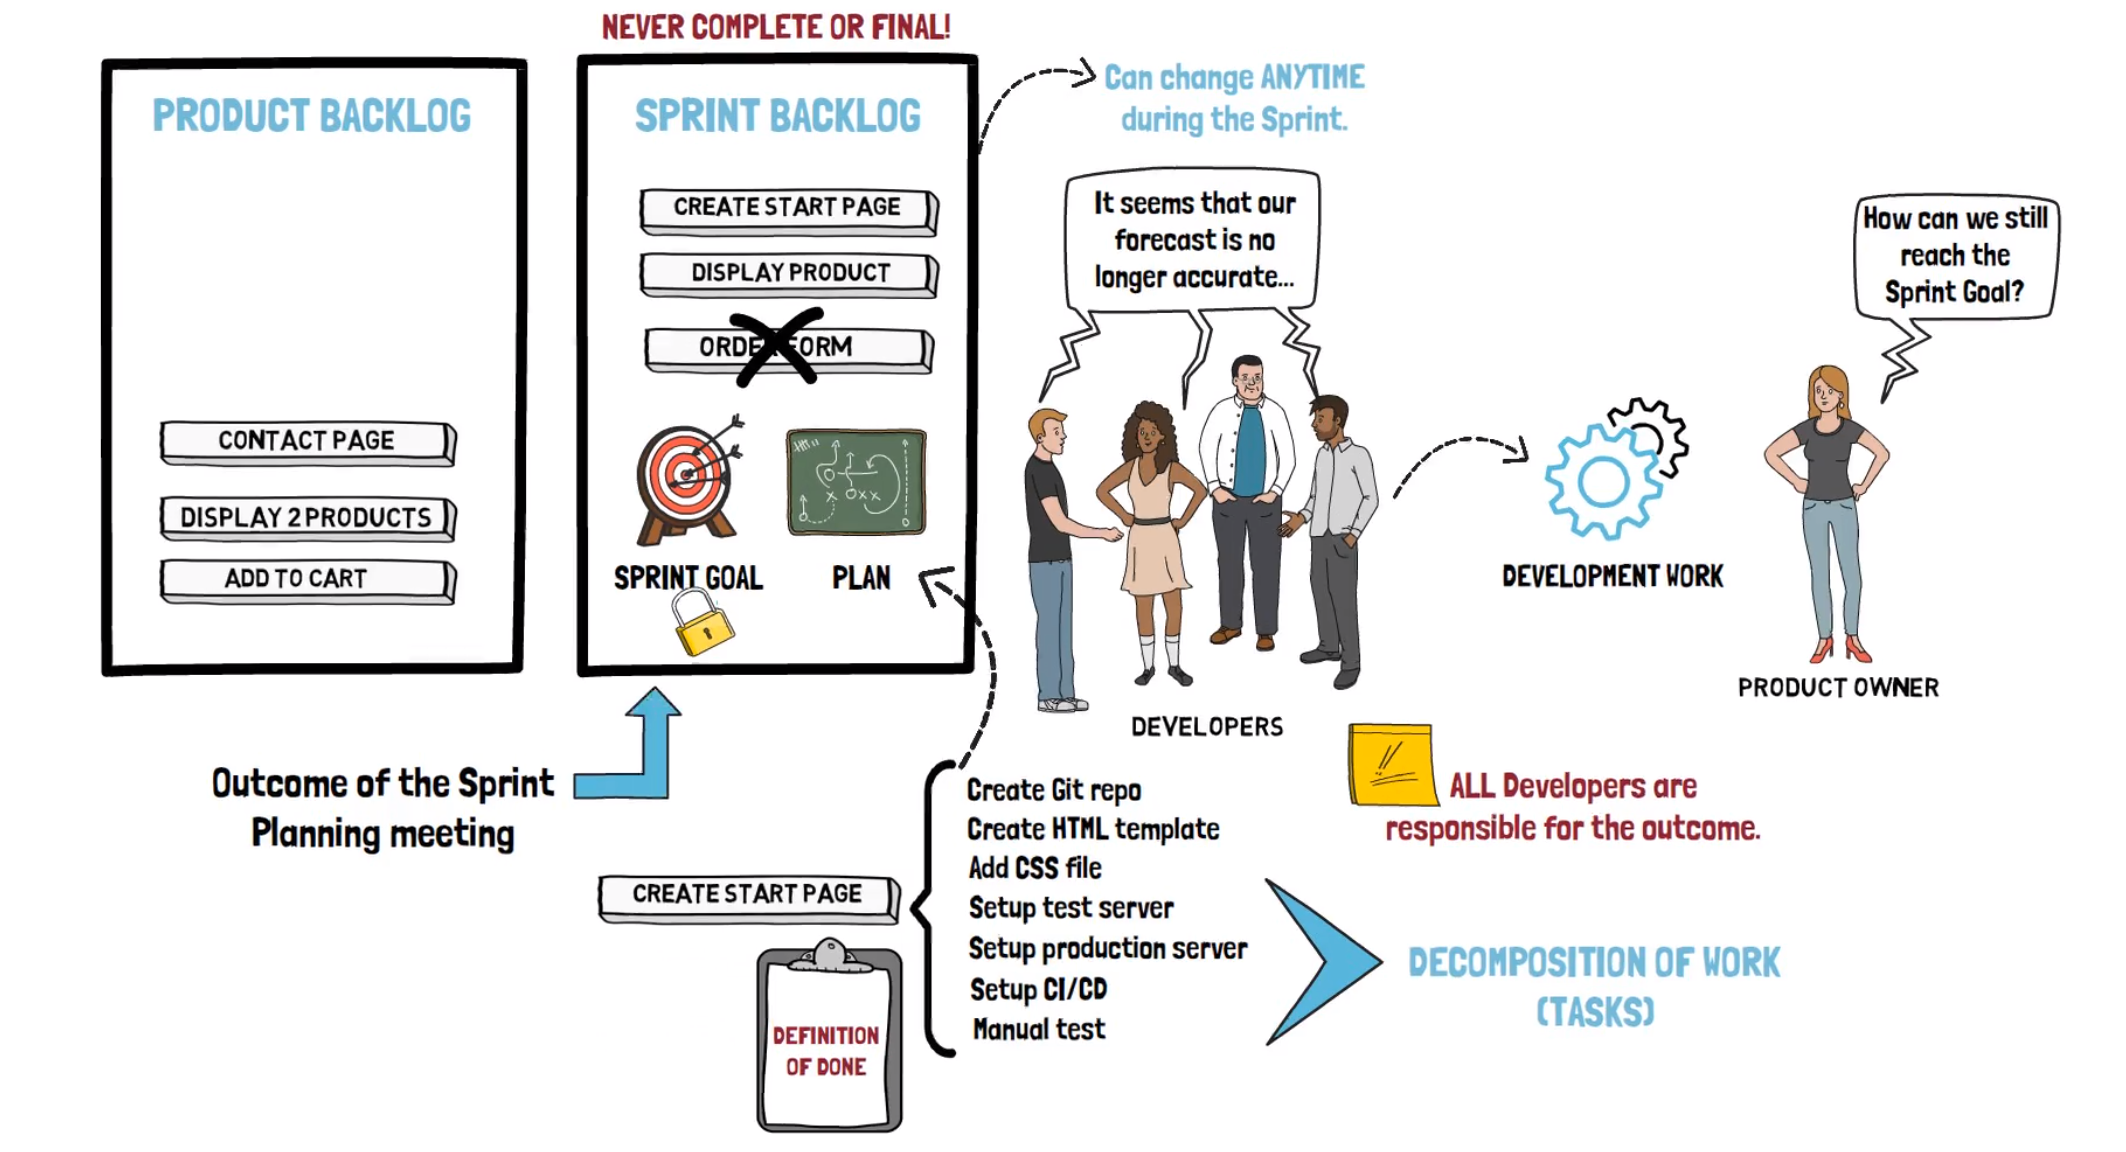 NEVER COMPLETE OR FINAL!
PRODUCT BACKLOG
CONTACT PAGE
DISPLAY 2 PRODUCTS
ADD TO CART
SPRINT BACKLOG
CREATE START PAGE
DISPLAY PRODUCT
ORDER FORM
SPRINT GOAL
PLAN
Can change ANYTIME
during the Sprint.
It seems that our
forecast is no
longer accurate...
DEVELOPERS
DEVELOPMENT WORK
How can we still
reach the
Sprint Goal?
PRODUCT OWNER
Outcome of the Sprint
Planning meeting
ALL Developers are
responsible for the outcome.
CREATE START PAGE
DEFINITION
OF DONE
Create Git repo
Create HTML template
Add CSS file
Setup test server
Setup production server
Setup CI/CD
Manual test
DECOMPOSITION OF WORK
(TASKS)